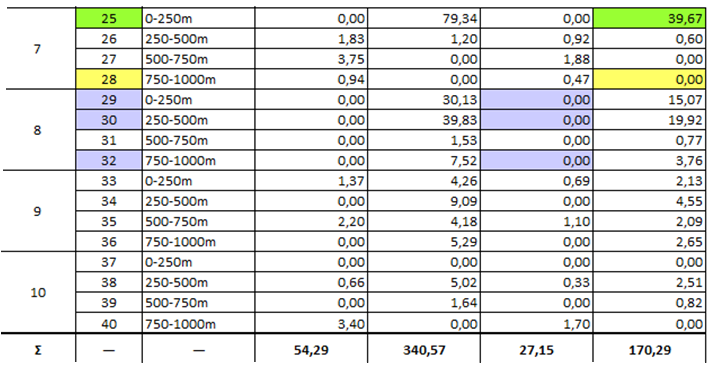 7
25 0-250m 0,00 79,34 0,00 39,67
26 250-500m 1,83 1,20 0,92 0,60
27 500-750m 3,75 0,00 1,88 0,00
28 750-1000m 0,94 0,00 0,47 0,00
8
29 0-250m 0,00 30,13 0,00 15,07
30 250-500m 0,00 39,83 0,00 19,92
31 500-750m 0,00 1,53 0,00 0,77
32 750-1000m 0,00 7,52 0,00 3,76
9
33 0-250m 1,37 4,26 0,69 2,13
34 250-500m 0,00 9,09 0,00 4,55
35 500-750m 2,20 4,18 1,10 2,09
36 750-1000m 0,00 5,29 0,00 2,65
10
37 0-250m 0,00 0,00 0,00 0,00
38 250-500m 0,66 5,02 0,33 2,51
39 500-750m 0,00 1,64 0,00 0,82
40 750-1000m 3,40 0,00 1,70 0,00
Σ — — 54,29 340,57 27,15 170,29